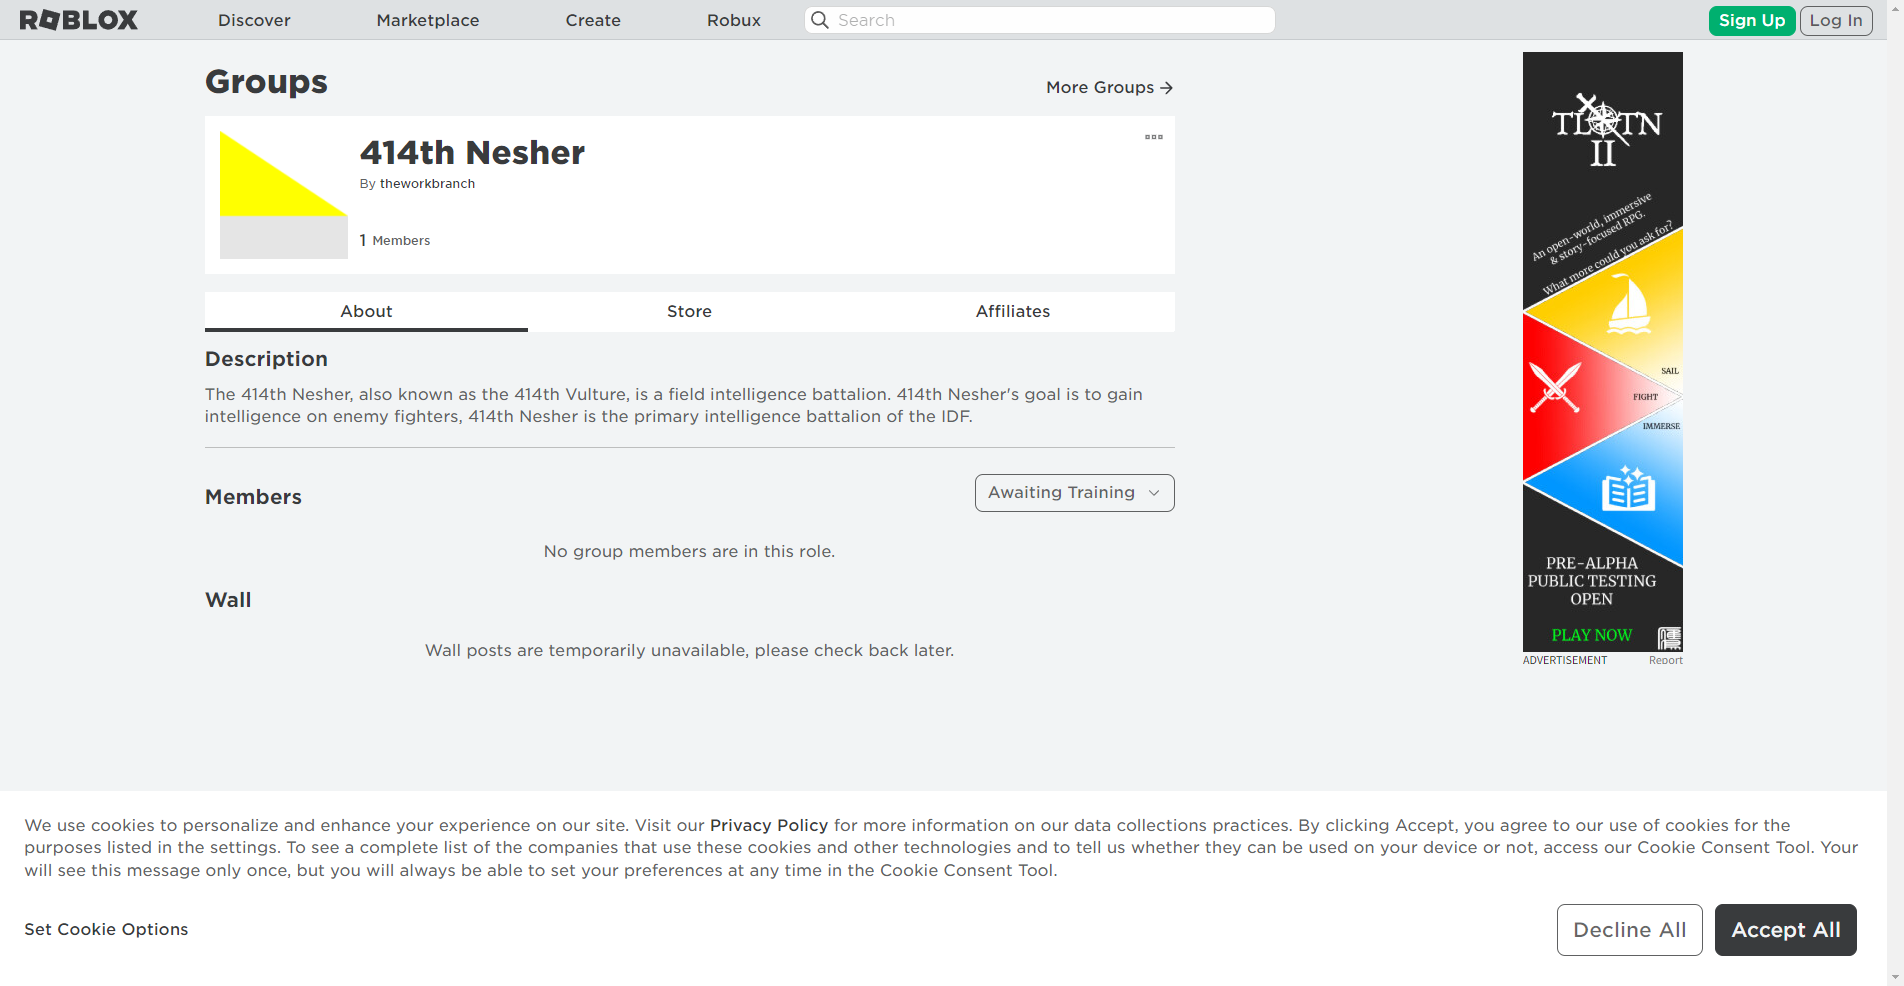 ROBLOX
Discover
Marketplace
Create
Robux
Search
Sign Up
Log In
Groups
More Groups
414th Nesher
By theworkbranch
1 Members
About
Store
Affiliates
Description
The 414th Nesher, also known as the 414th Vulture, is a field intelligence battalion. 414th Nesher's goal is to gain
intelligence on enemy fighters, 414th Nesher is the primary intelligence battalion of the IDF.
Members
Awaiting Training
No group members are in this role.
Wall
Wall posts are temporarily unavailable, please check back later.
TLOTN
II
An open-world, immersive
& story-focused RPG.
What more could you ask for?
SAIL
FIGHT
IMMERSE
PRE-ALPHA
PUBLIC TESTING
OPEN
PLAY NOW
ADVERTISEMENT
Report
We use cookies to personalize and enhance your experience on our site. Visit our Privacy Policy for more information on our data collections practices. By clicking Accept, you agree to our use of cookies for the
purposes listed in the settings. To see a complete list of the companies that use these cookies and other technologies and to tell us whether they can be used on your device or not, access our Cookie Consent Tool. Your
will see this message only once, but you will always be able to set your preferences at any time in the Cookie Consent Tool.
Set Cookie Options
Decline All
Accept All